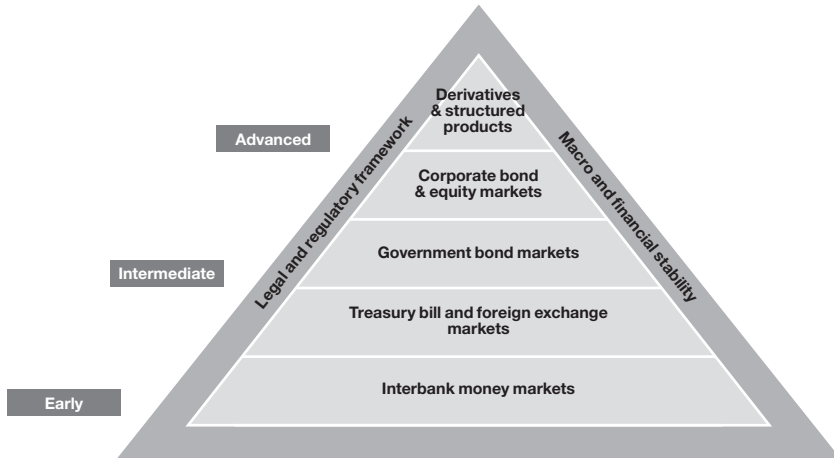 Derivatives
& structured
products
Advanced
Legal and regulatory framework
Macro and financial stability
Corporate bond
& equity markets
Government bond markets
Intermediate
Treasury bill and foreign exchange
markets
Interbank money markets
Early